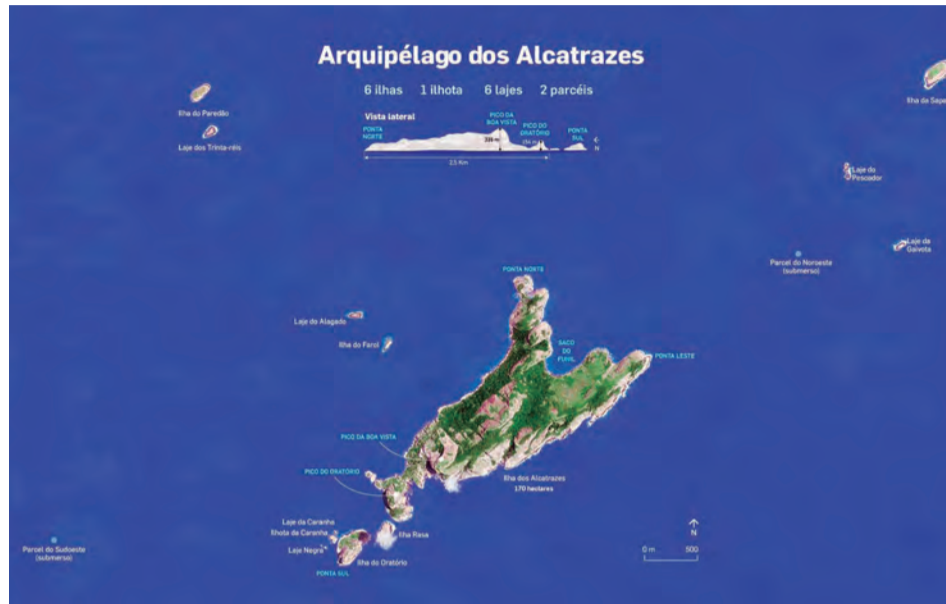 Arquipélago dos Alcatrazes
6 ilhas 1 ilhota 6 lajes 2 parcéis
Vista lateral
PONTA
NORTE
PICO DA
BOA VISTA
PICO DO
ORATÓRIO
PONTA
SUL
N
2,5 Km
Ilha do Paredão
Laje dos Trinta-réis
Ilha da Sapa
Laje do
Pescador
Laje da
Gaivota
Parcel do Noroeste
(submerso)
PONTA NORTE
Laje do Alagado
Ilha do Farol
SACO
DO
FUNIL
PONTA LESTE
PICO DA BOA VISTA
PICO DO ORATÓRIO
Ilha dos Alcatrazes
170 hectares
Laje da Caranha
Ilhota da Caranha
Laje Negra
Ilha Rasa
Ilha do Oratório
PONTA SUL
Parcel do Sudoeste
(submerso)
N
0 m 500